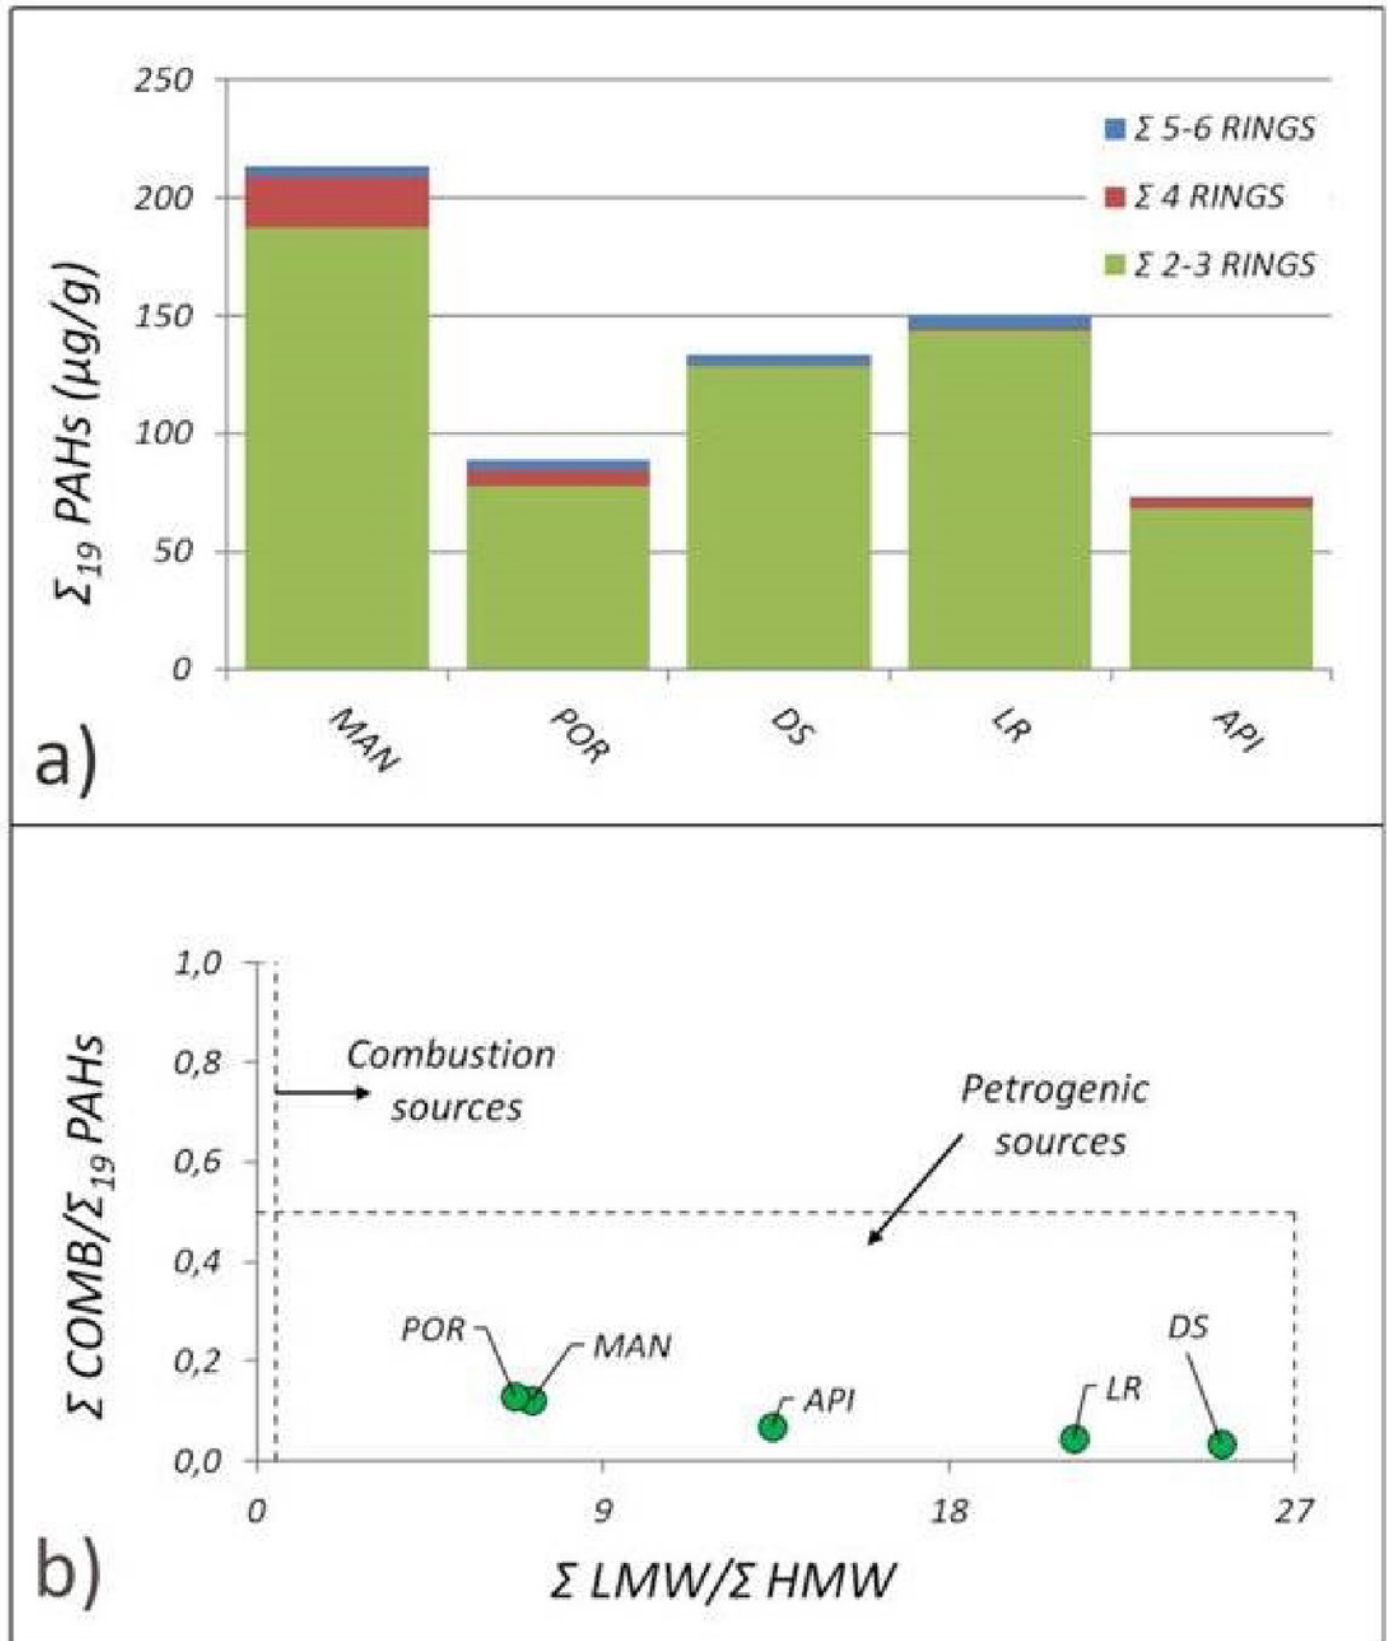 250
200
150
100
50
0
Σ19 PAHs (μg/g)
Σ 5-6 RINGS
Σ 4 RINGS
Σ 2-3 RINGS
MAN
POR
DS
LR
API
a)
1,0
0,8
0,6
0,4
0,2
0,0
Σ COMB/Σ19 PAHs
Combustion
sources
Petrogenic
sources
POR
MAN
API
LR
DS
0
9
18
27
Σ LMW/Σ HMW
b)